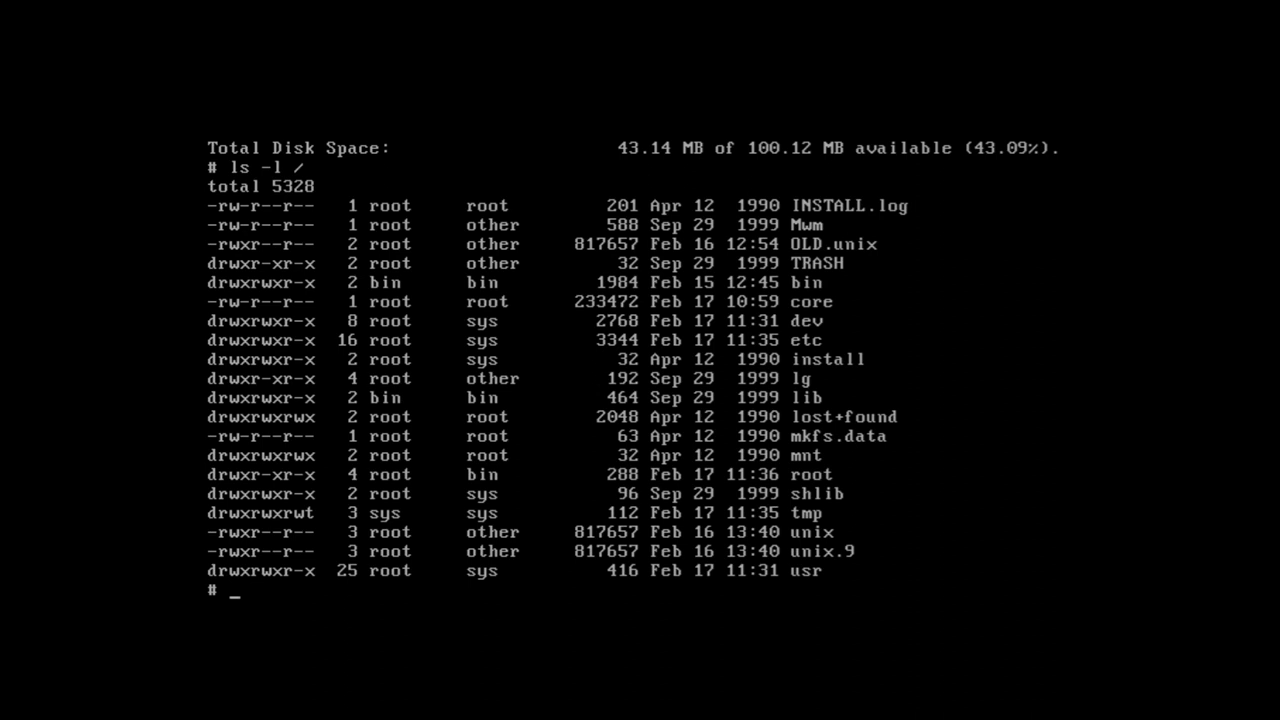 Total Disk Space:                     43.14 MB of 100.12 MB available (43.09%).
# ls -l /
total 5328
-rw-r--r--   1 root     root         201 Apr 12  1990 INSTALL.log
-rw-r--r--   1 root     other        588 Sep 29  1999 Mwm
-rwxr--r--   2 root     other     817657 Feb 16 12:54 OLD.unix
drwxr-xr-x   2 root     other         32 Sep 29  1999 TRASH
drwxrwxr-x   2 bin      bin         1984 Feb 15 12:45 bin
-rw-r--r--   1 root     root      233472 Feb 17 10:59 core
drwxrwxr-x   8 root     sys         2768 Feb 17 11:31 dev
drwxrwxr-x  16 root     sys         3344 Feb 17 11:35 etc
drwxrwxr-x   2 root     sys           32 Apr 12  1990 install
drwxr-xr-x   4 root     other        192 Sep 29  1999 lg
drwxrwxr-x   2 bin      bin          464 Sep 29  1999 lib
drwxrwxrwx   2 root     root        2048 Apr 12  1990 lost+found
-rw-r--r--   1 root     root          63 Apr 12  1990 mkfs.data
drwxrwxrwx   2 root     root          32 Apr 12  1990 mnt
drwxr-xr-x   4 root     bin          288 Feb 17 11:36 root
drwxrwxr-x   2 root     sys           96 Sep 29  1999 shlib
drwxrwxrwt   3 sys      sys          112 Feb 17 11:35 tmp
-rwxr--r--   3 root     other     817657 Feb 16 13:40 unix
-rwxr--r--   3 root     other     817657 Feb 16 13:40 unix.9
drwxrwxr-x  25 root     sys          416 Feb 17 11:31 usr
# _